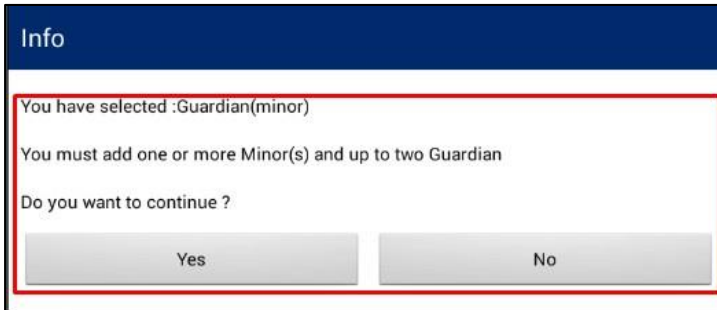 Info
You have selected :Guardian(minor)
You must add one or more Minor(s) and up to two Guardian
Do you want to continue ?
Yes No